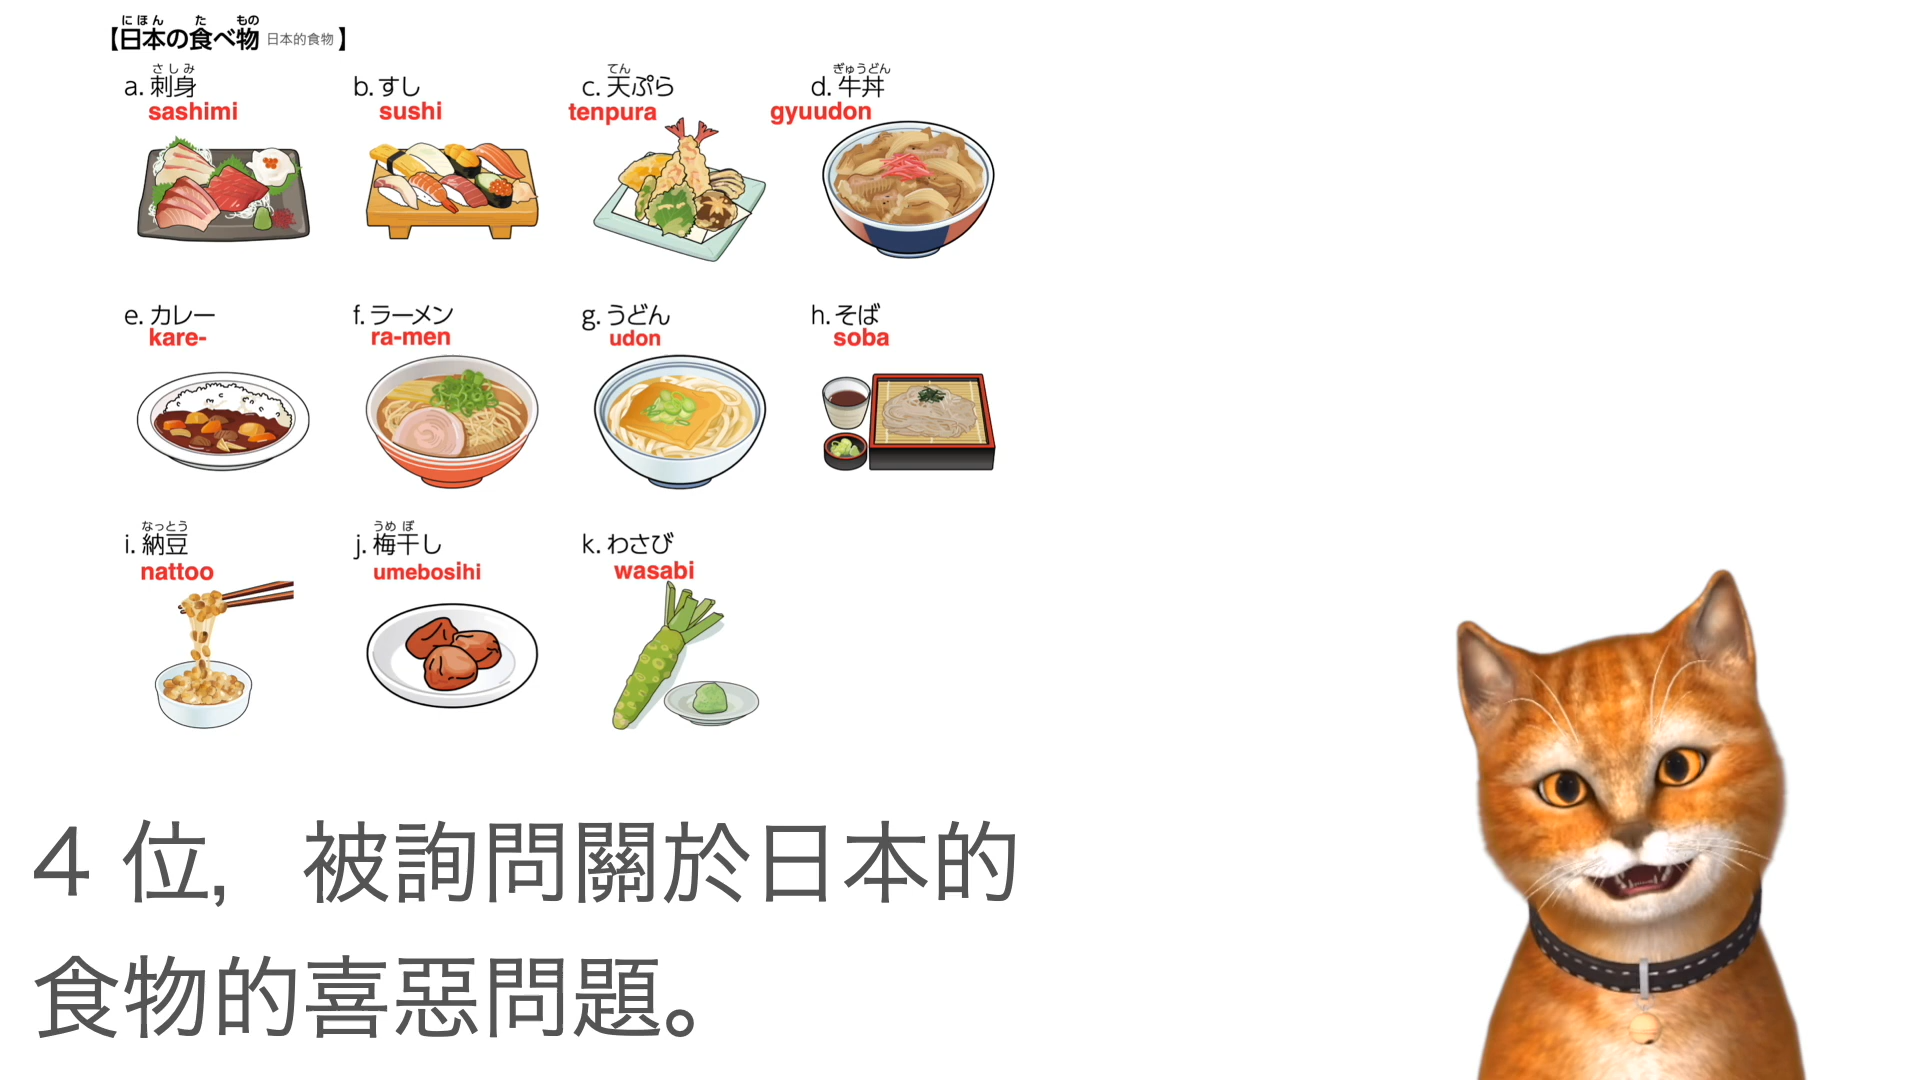 にほん た もの
【日本の食べ物 日本的食物】
さしみ てん ぎゅうどん
a. 刺身 b. すし c. 天ぷら d. 牛丼
sashimi sushi tenpura gyuudon
e. カレー f. ラーメン g. うどん h. そば
kare- ra-men udon soba
なっとう うめ ぼ
i. 納豆 j. 梅干し k. わさび
nattoo umebosihi wasabi
4 位, 被詢問關於日本的
食物的喜惡問題。